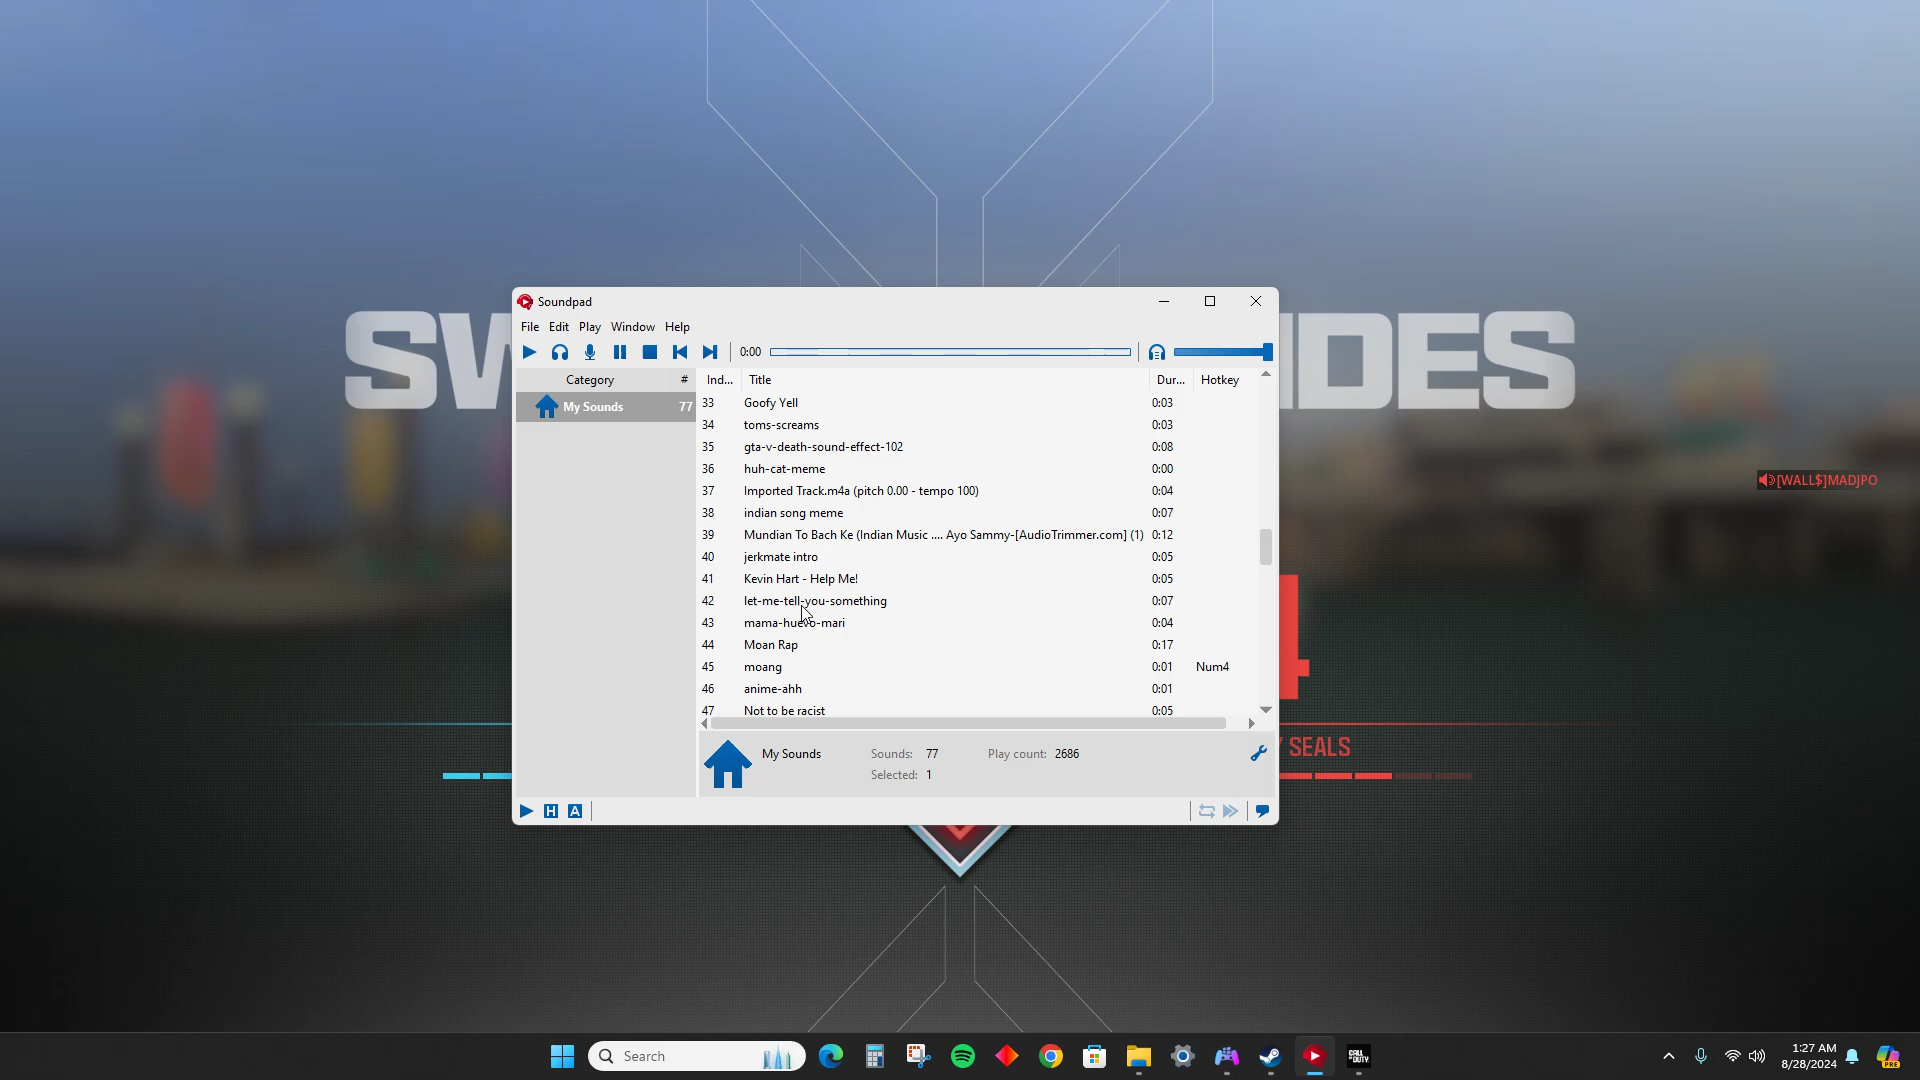 SW IDES
Soundpad
File Edit Play Window Help
0:00
Category #
My Sounds 77
Ind... Title Dur... Hotkey
33 Goofy Yell 0:03
34 toms-screams 0:03
35 gta-v-death-sound-effect-102 0:08
36 huh-cat-meme 0:00
37 Imported Track.m4a (pitch 0.00 - tempo 100) 0:04
38 indian song meme 0:07
39 Mundian To Bach Ke (Indian Music .... Ayo Sammy-[AudioTrimmer.com] (1) 0:12
40 jerkmate intro 0:05
41 Kevin Hart - Help Me! 0:05
42 let-me-tell-you-something 0:07
43 mama-huevo-mari 0:04
44 Moan Rap 0:17
45 moang 0:01 Num4
46 anime-ahh 0:01
47 Not to be racist 0:05
My Sounds Sounds: 77 Play count: 2686
Selected: 1
H A
[WALL$]MADJPO
4
SEALS
Search
CALL OF DUTY
1:27 AM
8/28/2024
PRE